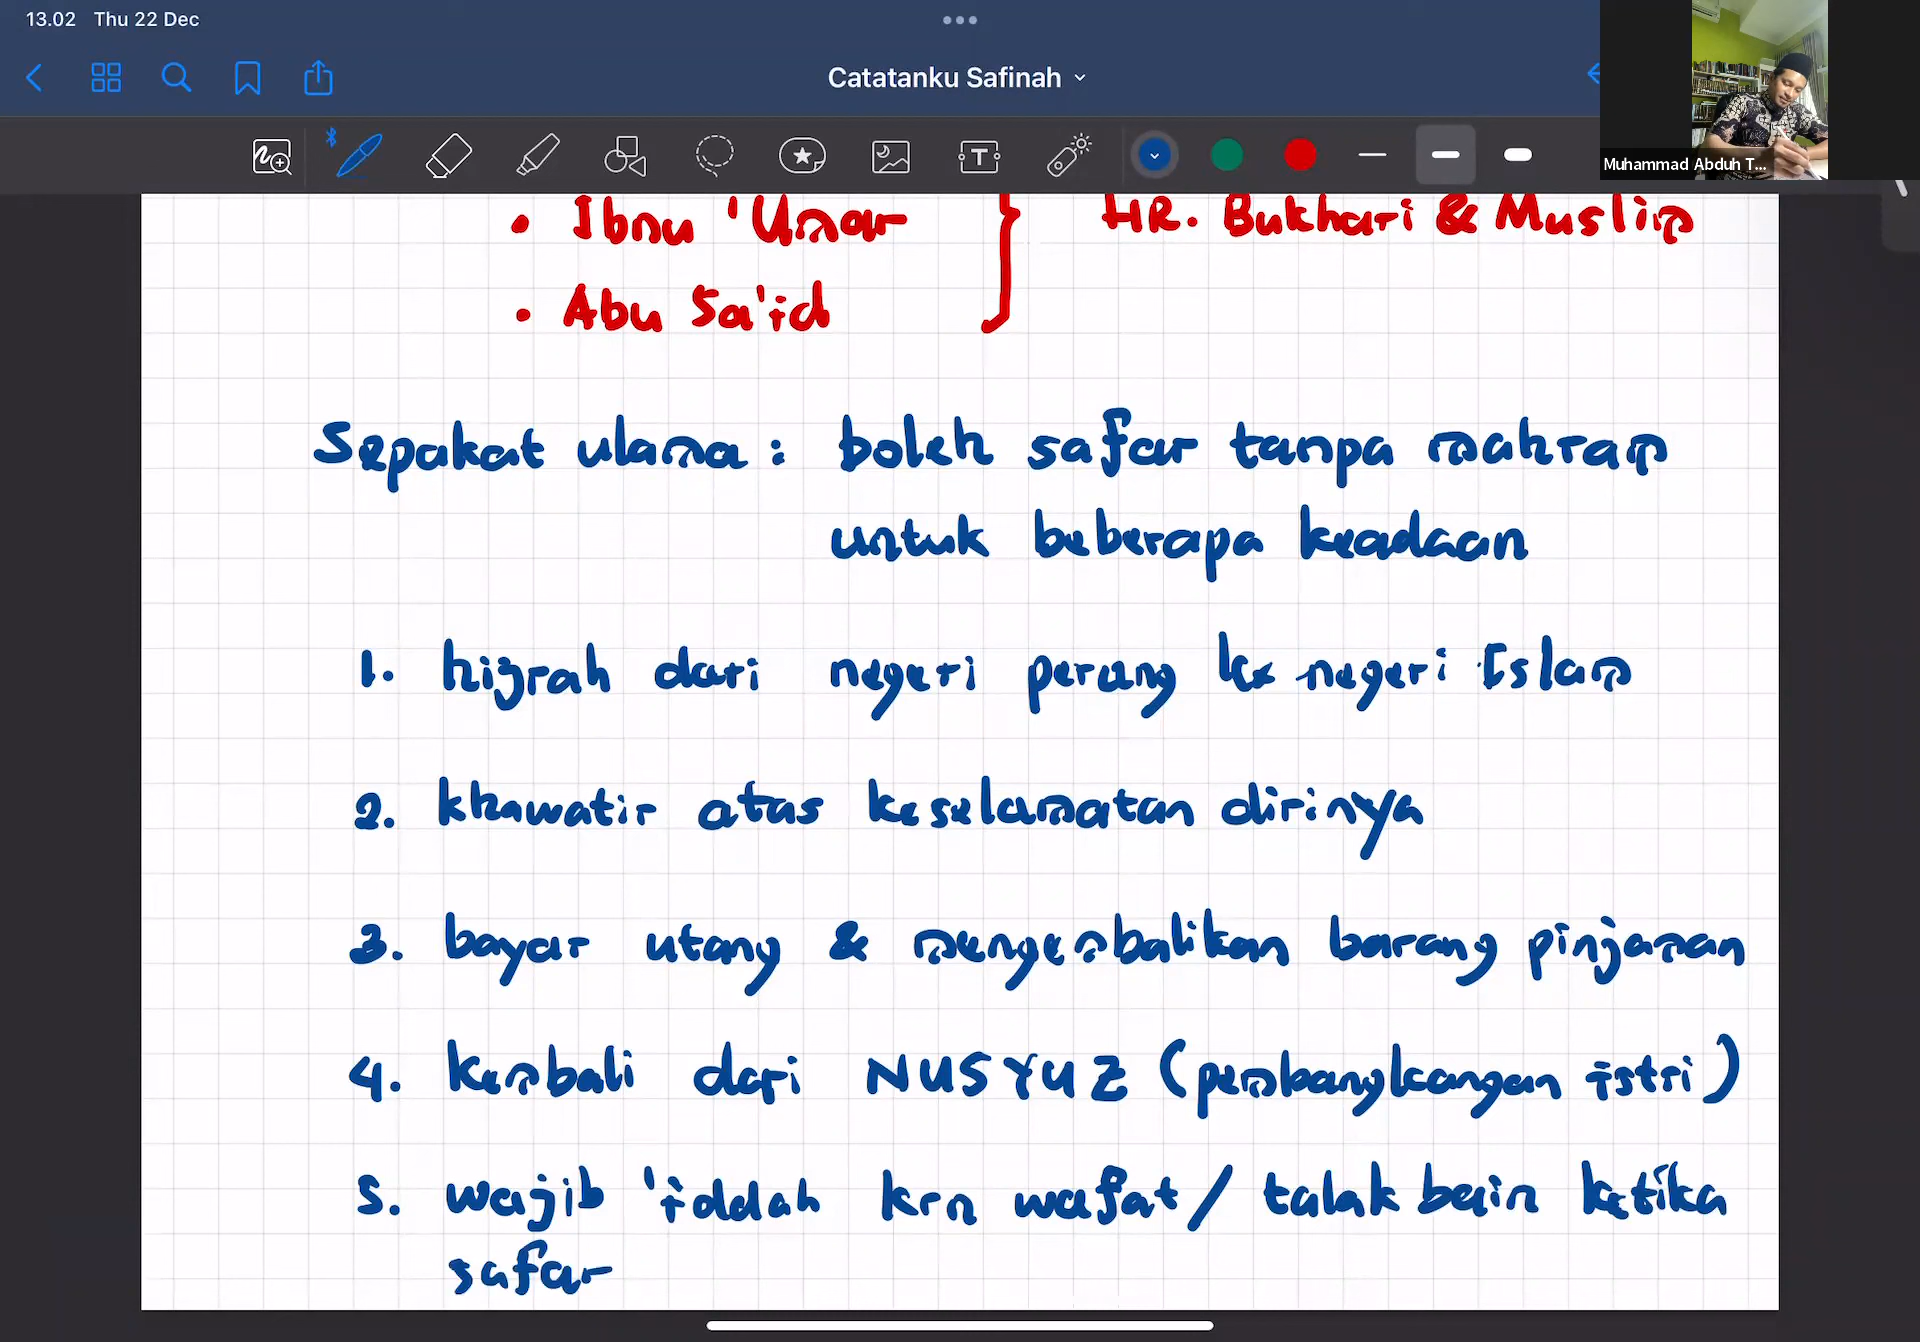 13.02 Thu 22 Dec
Catatanku Safinah
Muhammad Abduh T...
• Ibnu 'Umar } HR. Bukhari & Muslim
• Abu Sa'id
Sepakat ulama : boleh safar tanpa mahram
untuk beberapa keadaan
1. hijrah dari negeri perang ke negeri Islam
2. khawatir atas keselamatan dirinya
3. bayar utang & mengembalikan barang pinjaman
4. kembali dari NUSYUZ (pembangkangan istri)
5. wajib 'iddah krn wafat / talak bain ketika
safar